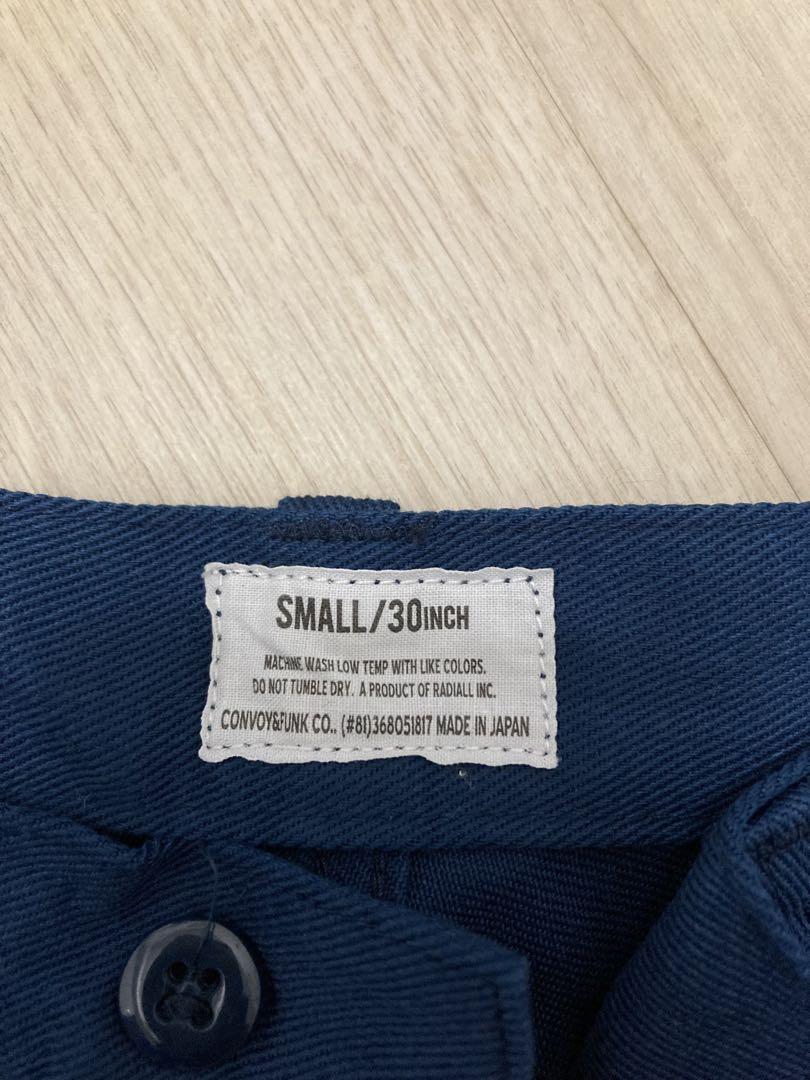 SMALL/30INCH
MACHINE WASH LOW TEMP WITH LIKE COLORS.
DO NOT TUMBLE DRY. A PRODUCT OF RADIALL INC.
CONVOY&FUNK CO.. (#81)368051817 MADE IN JAPAN